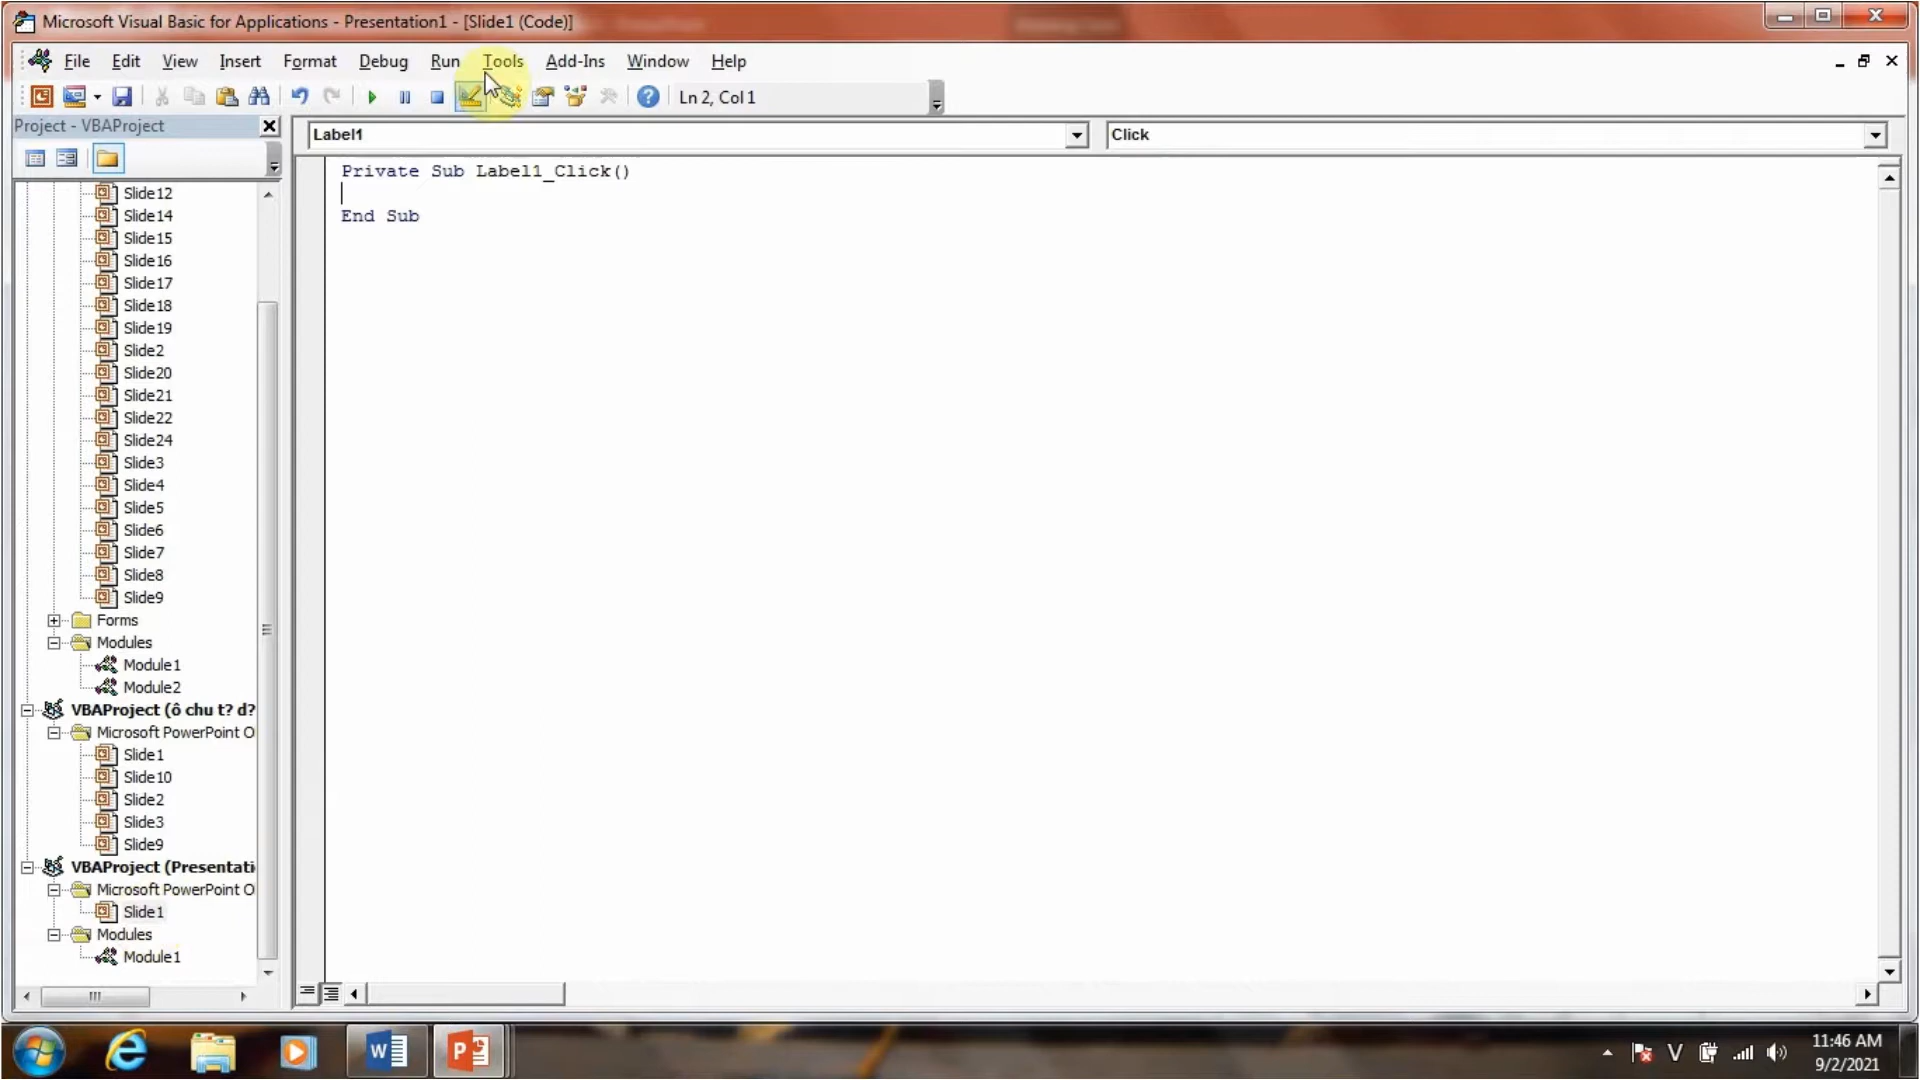 Microsoft Visual Basic for Applications - Presentation1 - [Slide1 (Code)]
File Edit View Insert Format Debug Run Tools Add-Ins Window Help
Ln 2, Col 1
Project - VBAProject
Label1
Click
Private Sub Label1_Click()
End Sub
Slide12
Slide14
Slide15
Slide16
Slide17
Slide18
Slide19
Slide2
Slide20
Slide21
Slide22
Slide24
Slide3
Slide4
Slide5
Slide6
Slide7
Slide8
Slide9
Forms
Modules
Module1
Module2
VBAProject (ô chu t? d?
Microsoft PowerPoint O
Slide1
Slide10
Slide2
Slide3
Slide9
VBAProject (Presentati
Microsoft PowerPoint O
Slide1
Modules
Module1
V
11:46 AM
9/2/2021